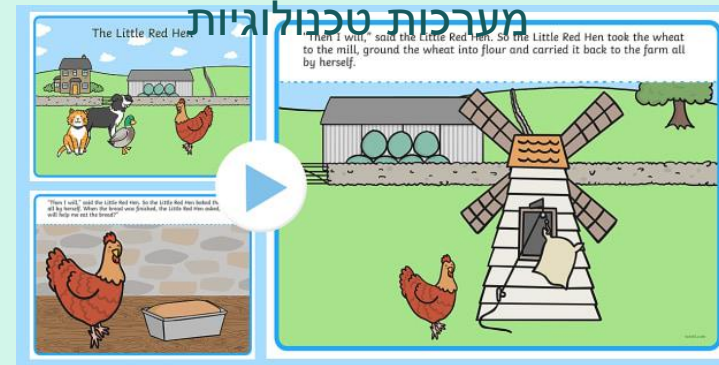 מערכות טכנולוגיות
The Little Red Hen
"Then I will," said the Little Red Hen. So the Little Red Hen took the wheat
to the mill, ground the wheat into flour and carried it back to the farm all
by herself.
"Then I will," said the Little Red Hen. So the Little Red Hen baked the
all by herself. When the bread was finished, the Little Red Hen asked,
will help me eat the bread?"